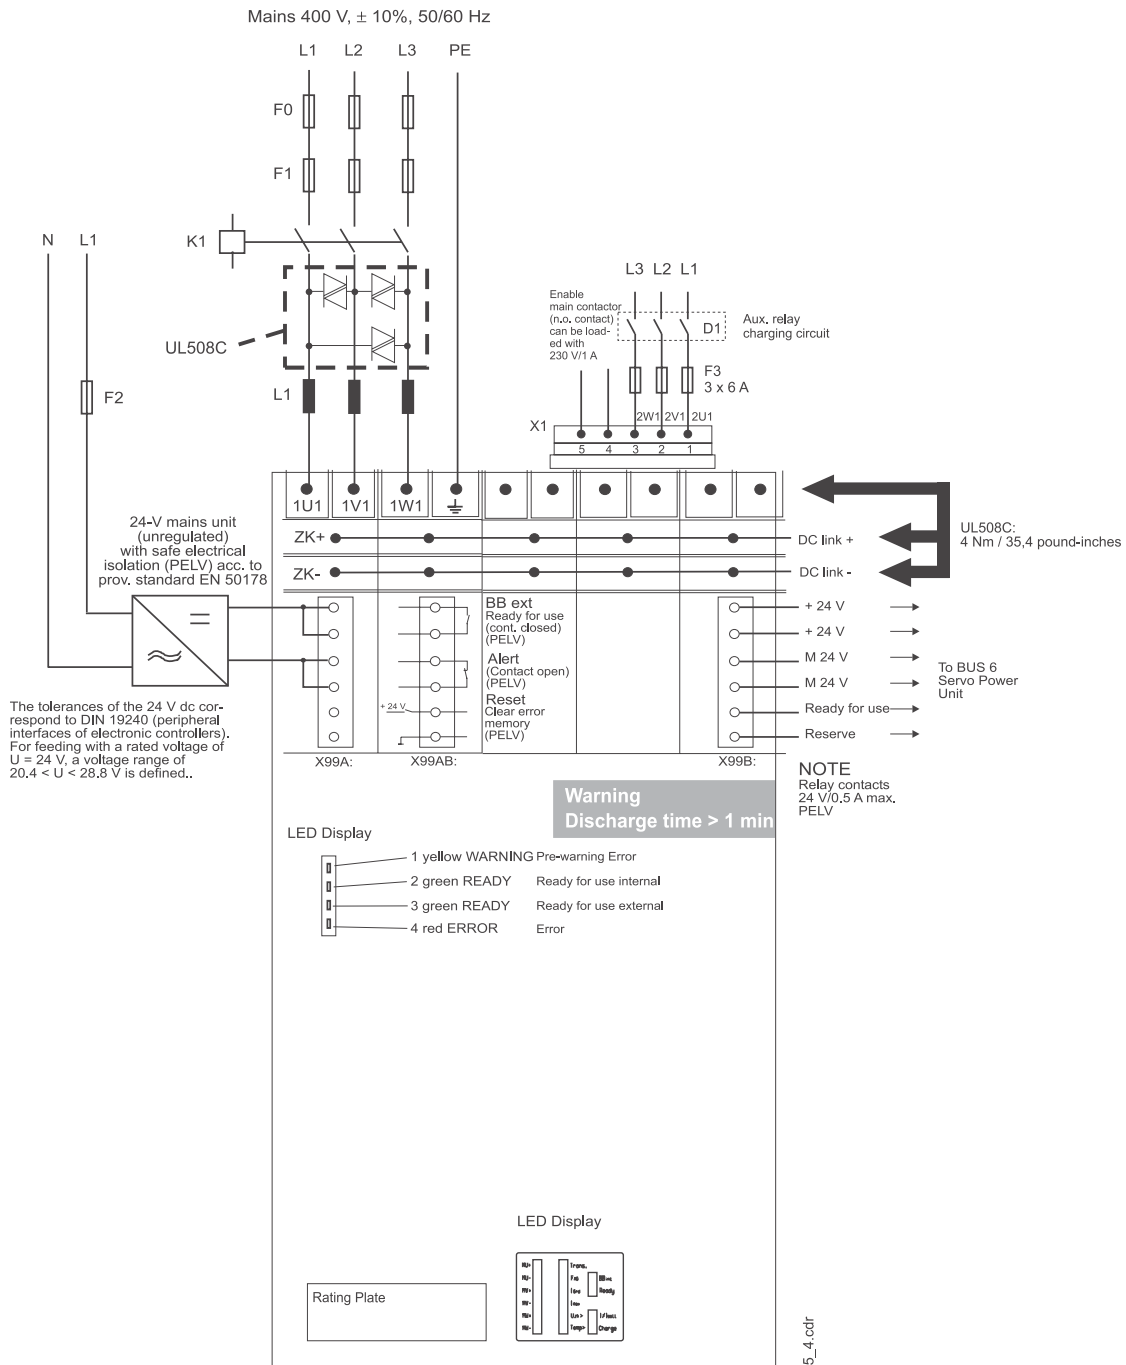 Mains 400 V, ± 10%, 50/60 Hz
L1 L2 L3 PE
F0
F1
N L1
K1
UL508C
F2
L1
L3 L2 L1
Enable
main contactor
(n.o. contact)
can be load-
ed with
230 V/1 A
D1
Aux. relay
charging circuit
F3
3 x 6 A
2W1 2V1 2U1
X1
5 4 3 2 1
1U1 1V1 1W1
24-V mains unit
(unregulated)
with safe electrical
isolation (PELV) acc. to
prov. standard EN 50178
ZK+
DC link +
ZK-
DC link -
UL508C:
4 Nm / 35,4 pound-inches
BB ext
Ready for use
(cont. closed)
(PELV)
Alert
(Contact open)
(PELV)
Reset
Clear error
memory
(PELV)
+ 24 V
+ 24 V
+ 24 V
M 24 V
M 24 V
Ready for use
Reserve
To BUS 6
Servo Power
Unit
The tolerances of the 24 V dc cor-
respond to DIN 19240 (peripheral
interfaces of electronic controllers).
For feeding with a rated voltage of
U = 24 V, a voltage range of
20.4 < U < 28.8 V is defined..
X99A: X99AB: X99B:
NOTE
Relay contacts
24 V/0.5 A max.
PELV
Warning
Discharge time > 1 min
LED Display
1 yellow WARNING Pre-warning Error
2 green READY Ready for use internal
3 green READY Ready for use external
4 red ERROR Error
LED Display
Trans.
Ready
Temp>
Charge
Rating Plate
5_4.cdr